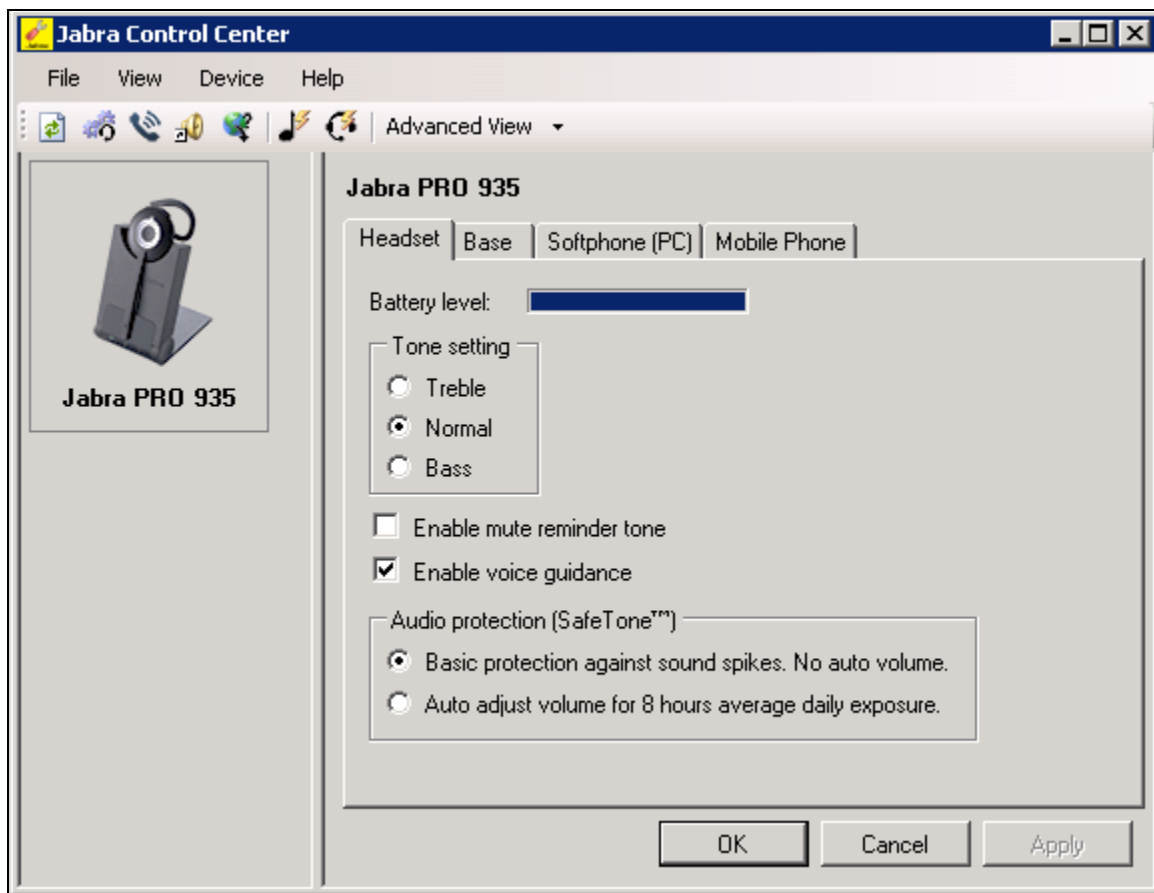 Jabra Control Center
File View Device Help
Advanced View
Jabra PRO 935
Jabra PRO 935
Headset Base Softphone (PC) Mobile Phone
Battery level:
Tone setting
Treble
Normal
Bass
Enable mute reminder tone
Enable voice guidance
Audio protection (SafeTone™)
Basic protection against sound spikes. No auto volume.
Auto adjust volume for 8 hours average daily exposure.
OK Cancel Apply